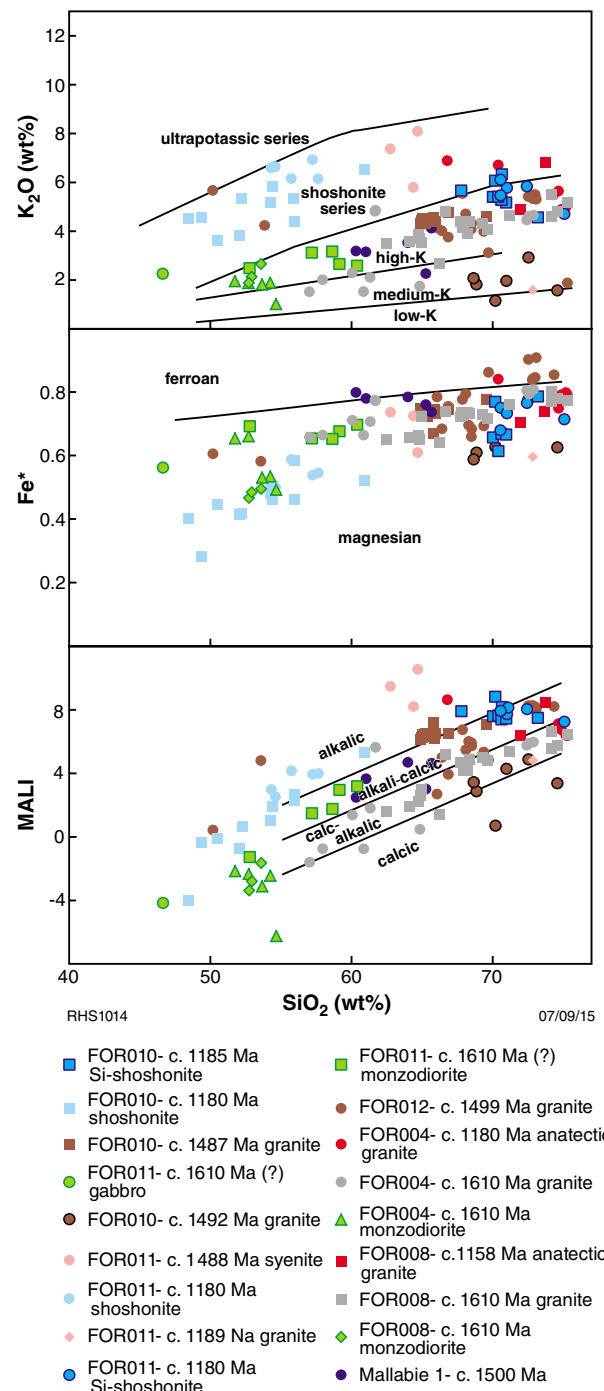 K2O (wt%)
8
6
4
2
ultrapotassic series
shoshonite
series
high-K
medium-K
low-K
Fe*
0.8
0.6
0.4
0.2
ferroan
magnesian
MALI
8
4
0
-4
alkalic
alkali-calcic
calc-
alkalic
calcic
40 50 60 70
SiO2 (wt%)
RHS1014
07/09/15
FOR010- c. 1185 Ma
Si-shoshonite
FOR010- c. 1180 Ma
shoshonite
FOR010- c. 1487 Ma granite
FOR011- c. 1610 Ma (?)
gabbro
FOR010- c. 1492 Ma granite
FOR011- c. 1488 Ma syenite
FOR011- c. 1180 Ma
shoshonite
FOR011- c. 1189 Na granite
FOR011- c. 1180 Ma
Si-shoshonite
FOR011- c. 1610 Ma (?)
monzodiorite
FOR012- c. 1499 Ma granite
FOR004- c. 1180 Ma anatectic
granite
FOR004- c. 1610 Ma granite
FOR004- c. 1610 Ma
monzodiorite
FOR008- c.1158 Ma anatectic
granite
FOR008- c. 1610 Ma granite
FOR008- c. 1610 Ma
monzodiorite
Mallabie 1- c. 1500 Ma